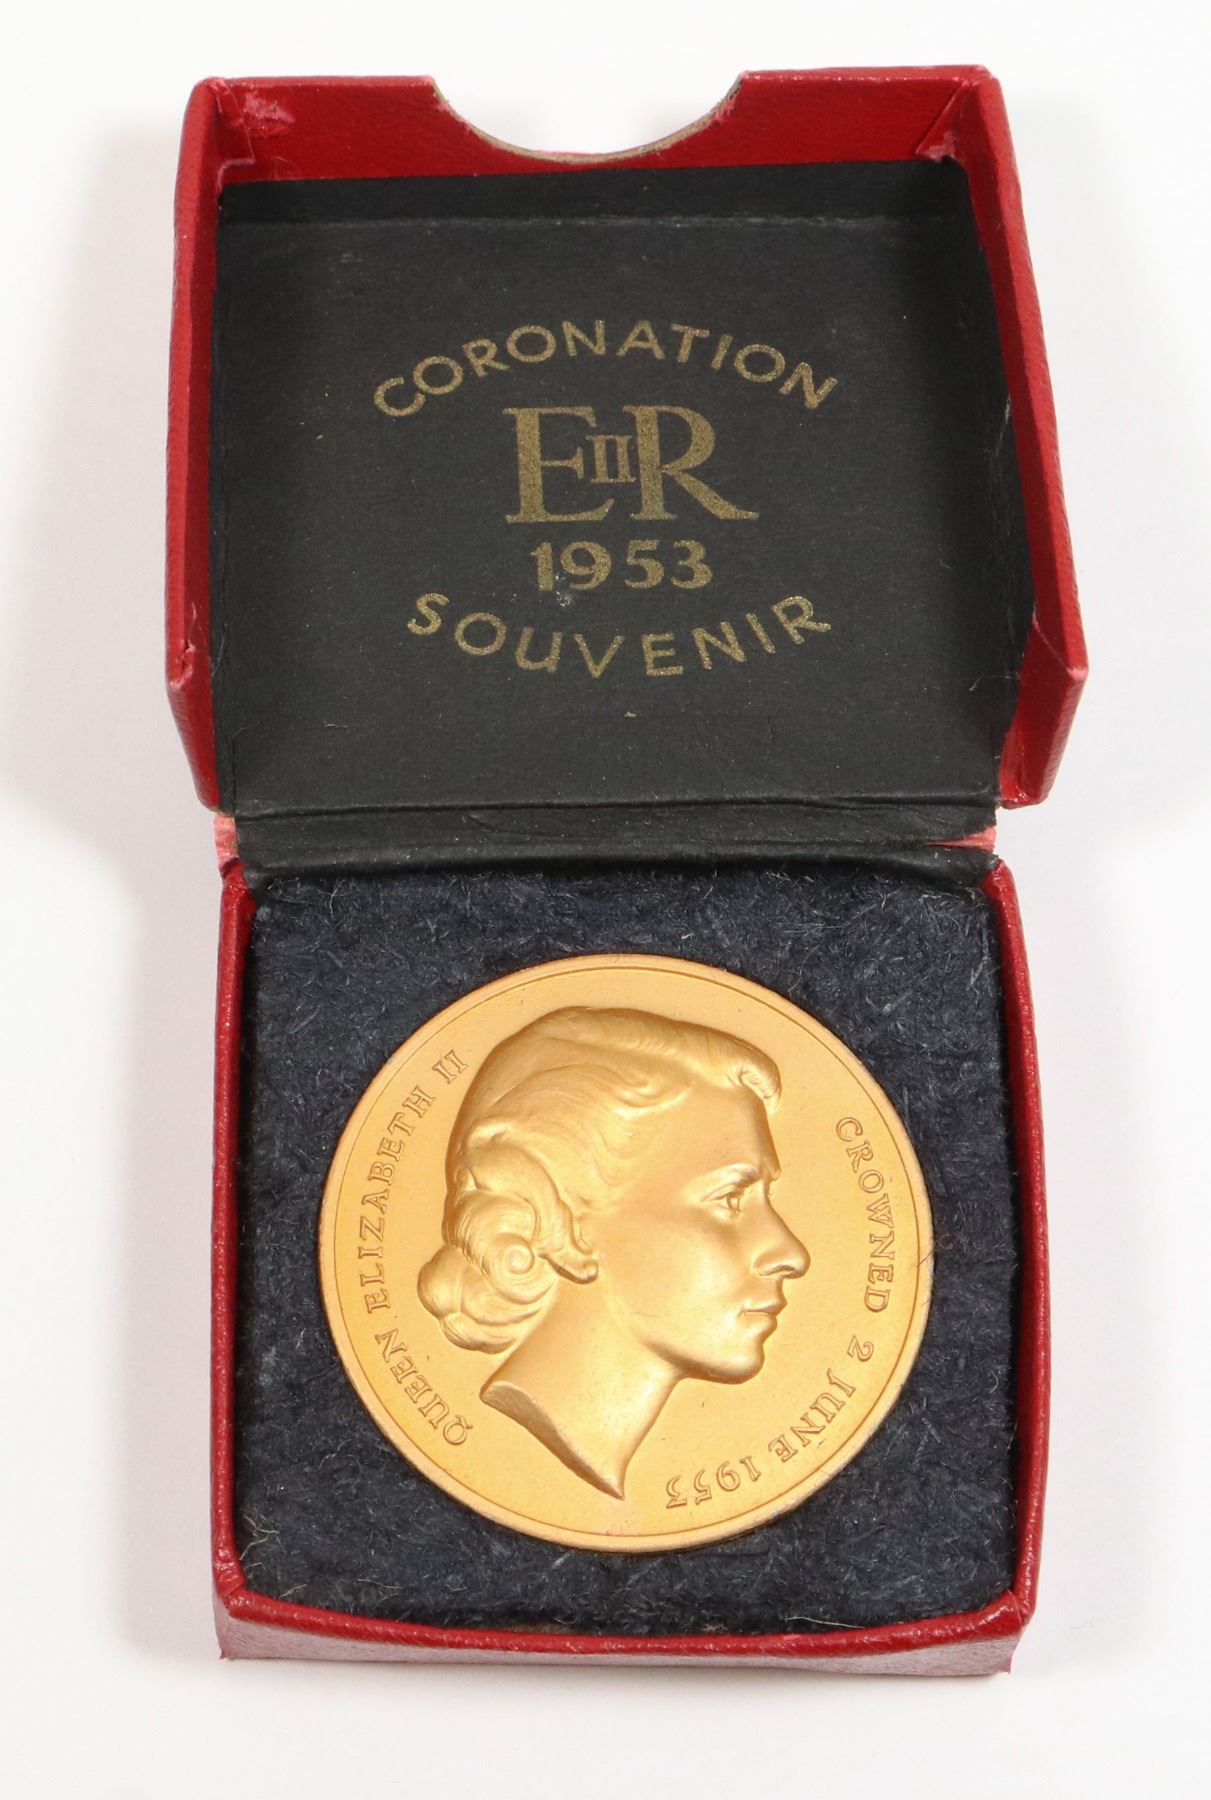 CORONATION
EIIR
1953
SOUVENIR
QUEEN ELIZABETH II
CROWNED 2 JUNE 1953